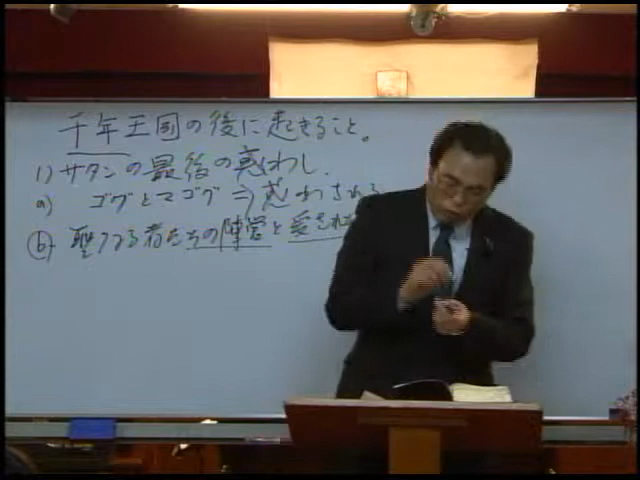 千年王国の後に起きること。
1) サタンの最後の惑わし.
a) ゴグとマゴグ⇒惑わされる
b) 聖なる者たちの陣営と愛され